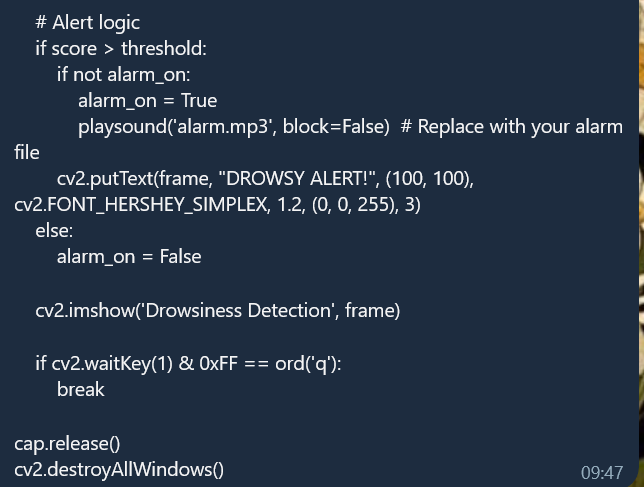 # Alert logic
if score > threshold:
if not alarm_on:
alarm_on = True
playsound('alarm.mp3', block=False)  # Replace with your alarm
file
cv2.putText(frame, "DROWSY ALERT!", (100, 100),
cv2.FONT_HERSHEY_SIMPLEX, 1.2, (0, 0, 255), 3)
else:
alarm_on = False
cv2.imshow('Drowsiness Detection', frame)
if cv2.waitKey(1) & 0xFF == ord('q'):
break
cap.release()
cv2.destroyAllWindows()
09:47